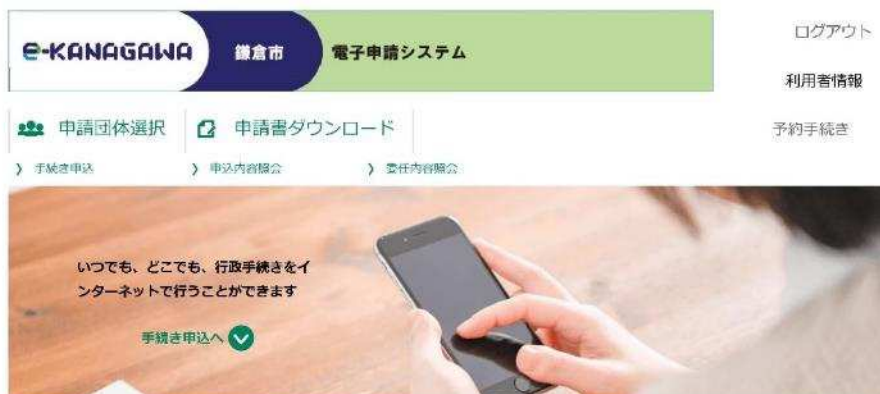 e-KANAGAWA 鎌倉市 電子申請システム
ログアウト
利用者情報
申請団体選択 申請書ダウンロード
予約手続き
手続き申込 申込内容照会 委任内容照会
いつでも、どこでも、行政手続きをイ
ンターネットで行うことができます
手続き申込へ